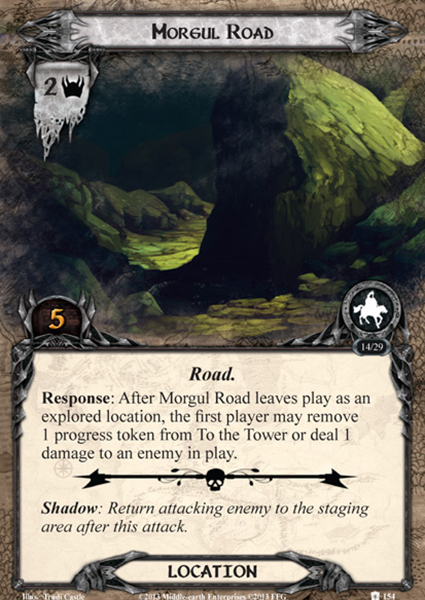 Morgul Road
2
5
14/29
Road.
Response: After Morgul Road leaves play as an
explored location, the first player may remove
1 progress token from To the Tower or deal 1
damage to an enemy in play.
Shadow: Return attacking enemy to the staging
area after this attack.
LOCATION
Illus. Trudi Castle
©2013 Middle-earth Enterprises ©2013 FFG
154